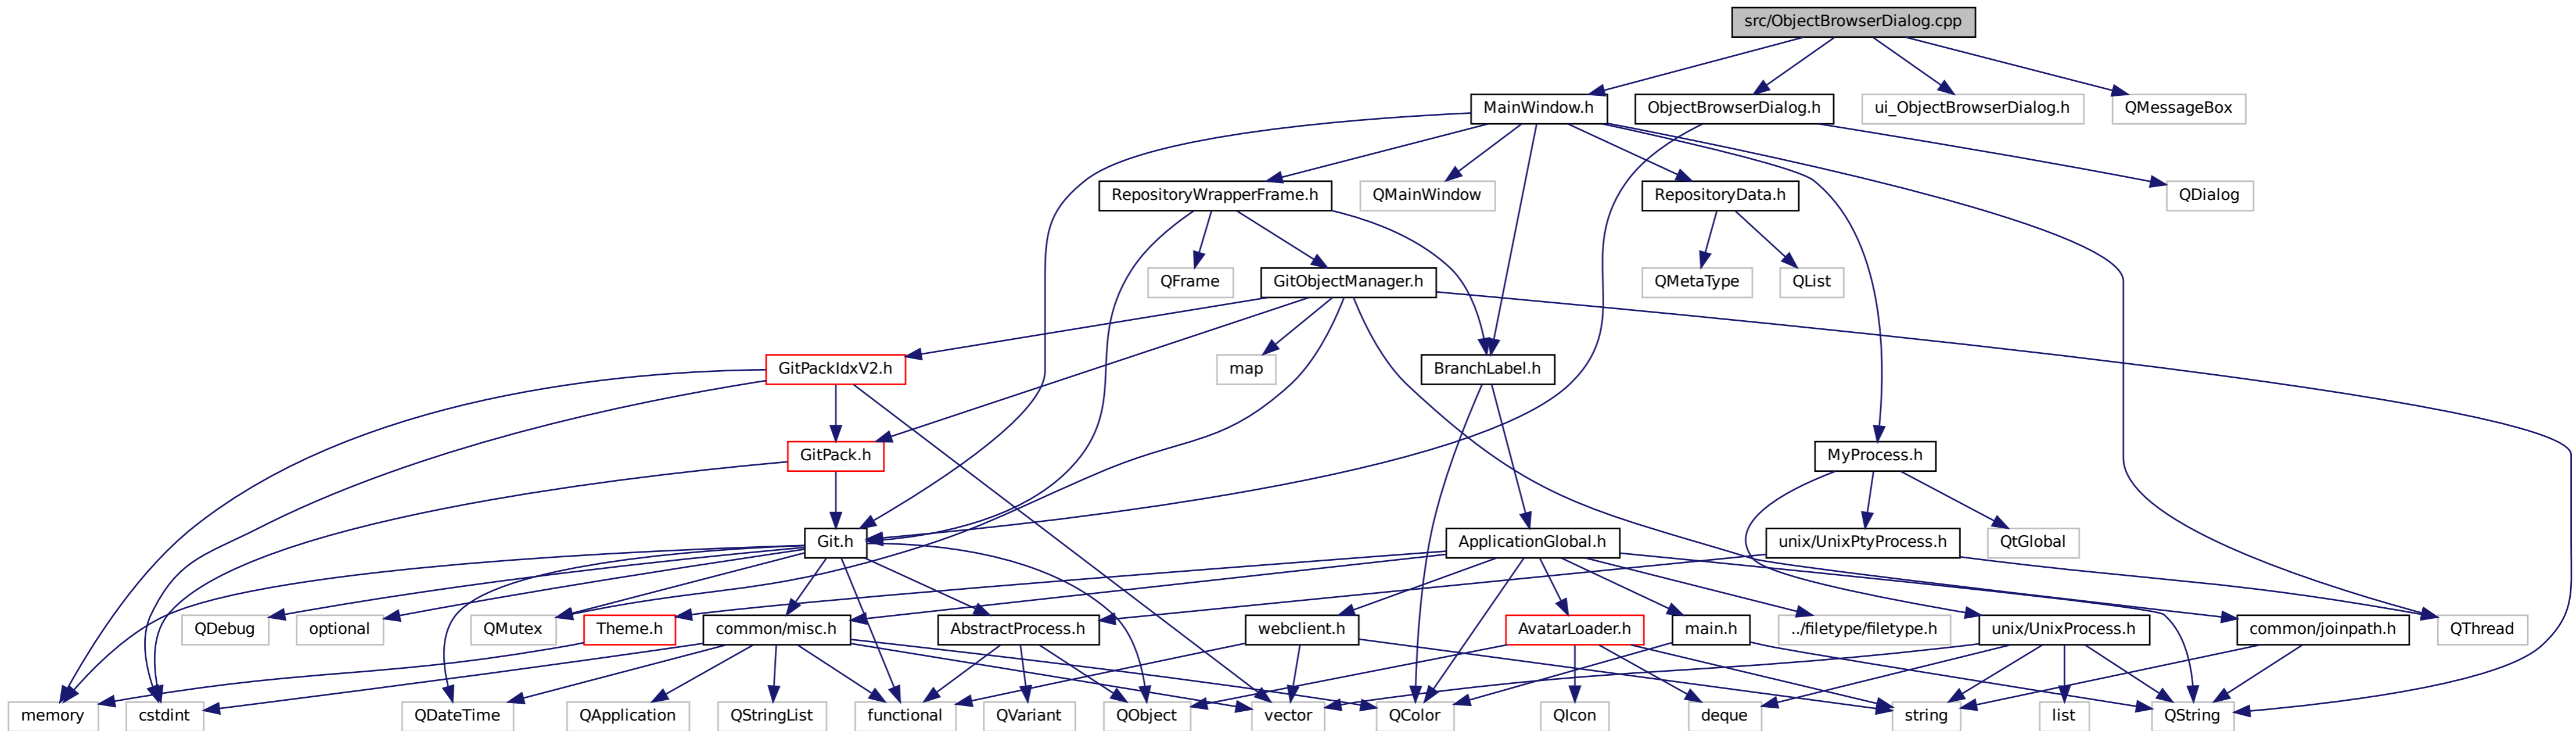 src/ObjectBrowserDialog.cpp
MainWindow.h
ObjectBrowserDialog.h
ui_ObjectBrowserDialog.h
QMessageBox
RepositoryWrapperFrame.h
QMainWindow
RepositoryData.h
QDialog
QFrame
GitObjectManager.h
QMetaType
QList
GitPackIdxV2.h
map
BranchLabel.h
GitPack.h
MyProcess.h
Git.h
ApplicationGlobal.h
unix/UnixPtyProcess.h
QtGlobal
QDebug
optional
QMutex
Theme.h
common/misc.h
AbstractProcess.h
webclient.h
AvatarLoader.h
main.h
../filetype/filetype.h
unix/UnixProcess.h
common/joinpath.h
QThread
memory
cstdint
QDateTime
QApplication
QStringList
functional
QVariant
QObject
vector
QColor
QIcon
deque
string
list
QString